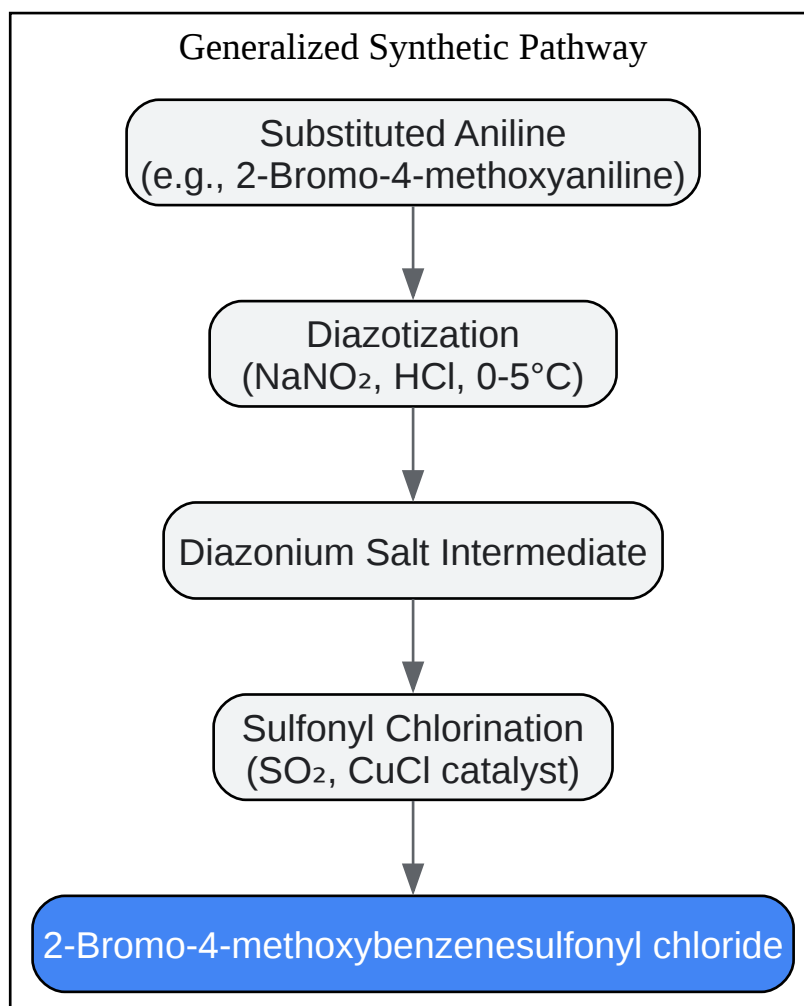 Generalized Synthetic Pathway
Substituted Aniline
(e.g., 2-Bromo-4-methoxyaniline)
Diazotization
(NaNO₂, HCl, 0-5°C)
Diazonium Salt Intermediate
Sulfonyl Chlorination
(SO₂, CuCl catalyst)
2-Bromo-4-methoxybenzenesulfonyl chloride